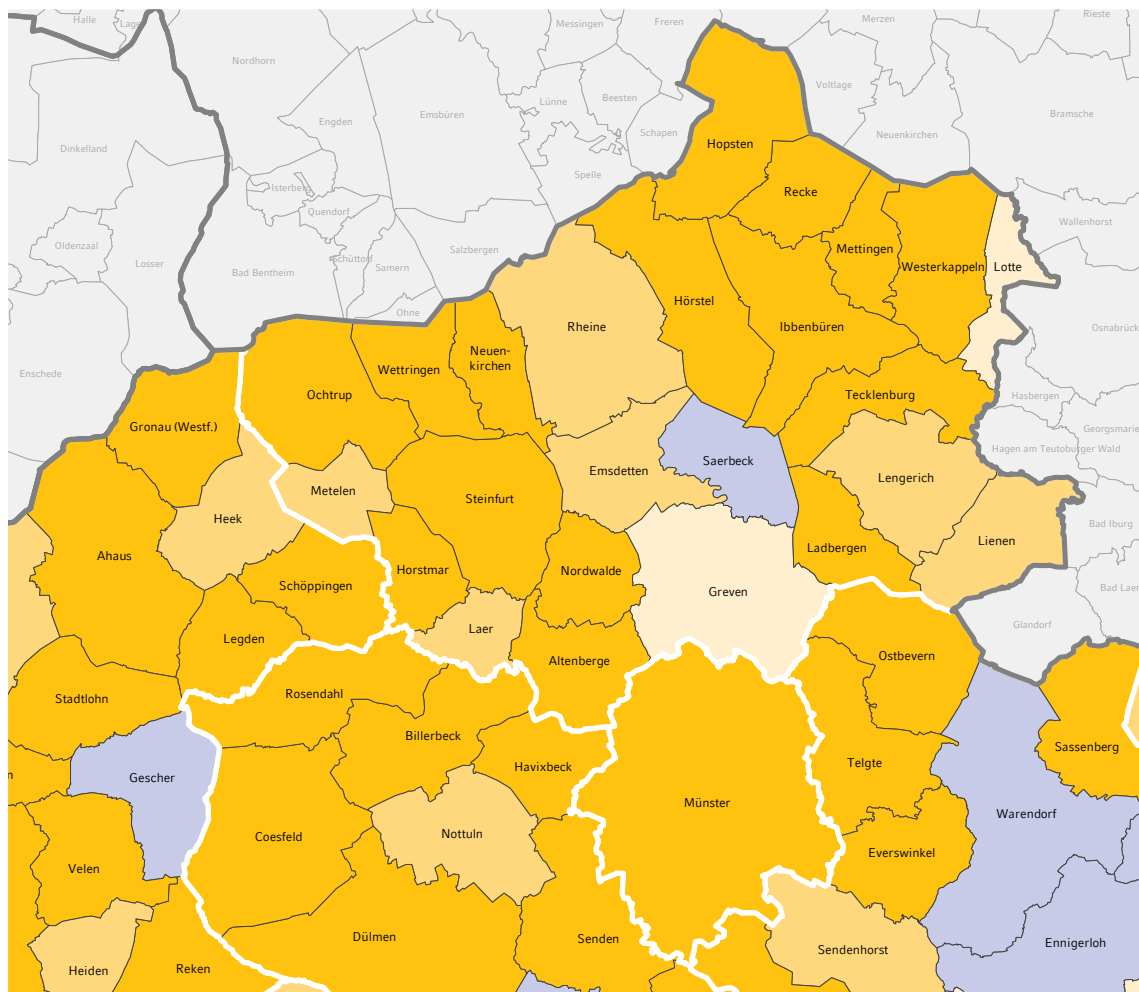 Halle
Lage
Messingen
Freren
Merzen
Rieste
Nordhorn
Voltlage
Lünne
Beesten
Engden
Emsbüren
Bramsche
Schapen
Neuenkirchen
Hopsten
Dinkelland
Spelle
Isterberg
Recke
Quendorf
Wallenhorst
Oldenzaal
Salzbergen
Mettingen
Losser
Schüttorf
Samern
Bad Bentheim
Westerkappeln
Lotte
Hörstel
Ohne
Rheine
Ibbenbüren
Osnabrück
Neuen-
kirchen
Wettringen
Enschede
Ochtrup
Tecklenburg
Hasbergen
Gronau (Westf.)
Georgsmarie
Hagen am Teutoburger Wald
Saerbeck
Emsdetten
Lengerich
Metelen
Steinfurt
Heek
Bad Iburg
Lienen
Ladbergen
Ahaus
Horstmar
Nordwalde
Schöppingen
Bad Laer
Greven
Glandorf
Laer
Legden
Ostbevern
Altenberge
Rosendahl
Stadtlohn
Billerbeck
Sassenberg
Telgte
Havixbeck
n
Gescher
Münster
Warendorf
Nottuln
Coesfeld
Everswinkel
Velen
Dülmen
Senden
Ennigerloh
Sendenhorst
Reken
Heiden